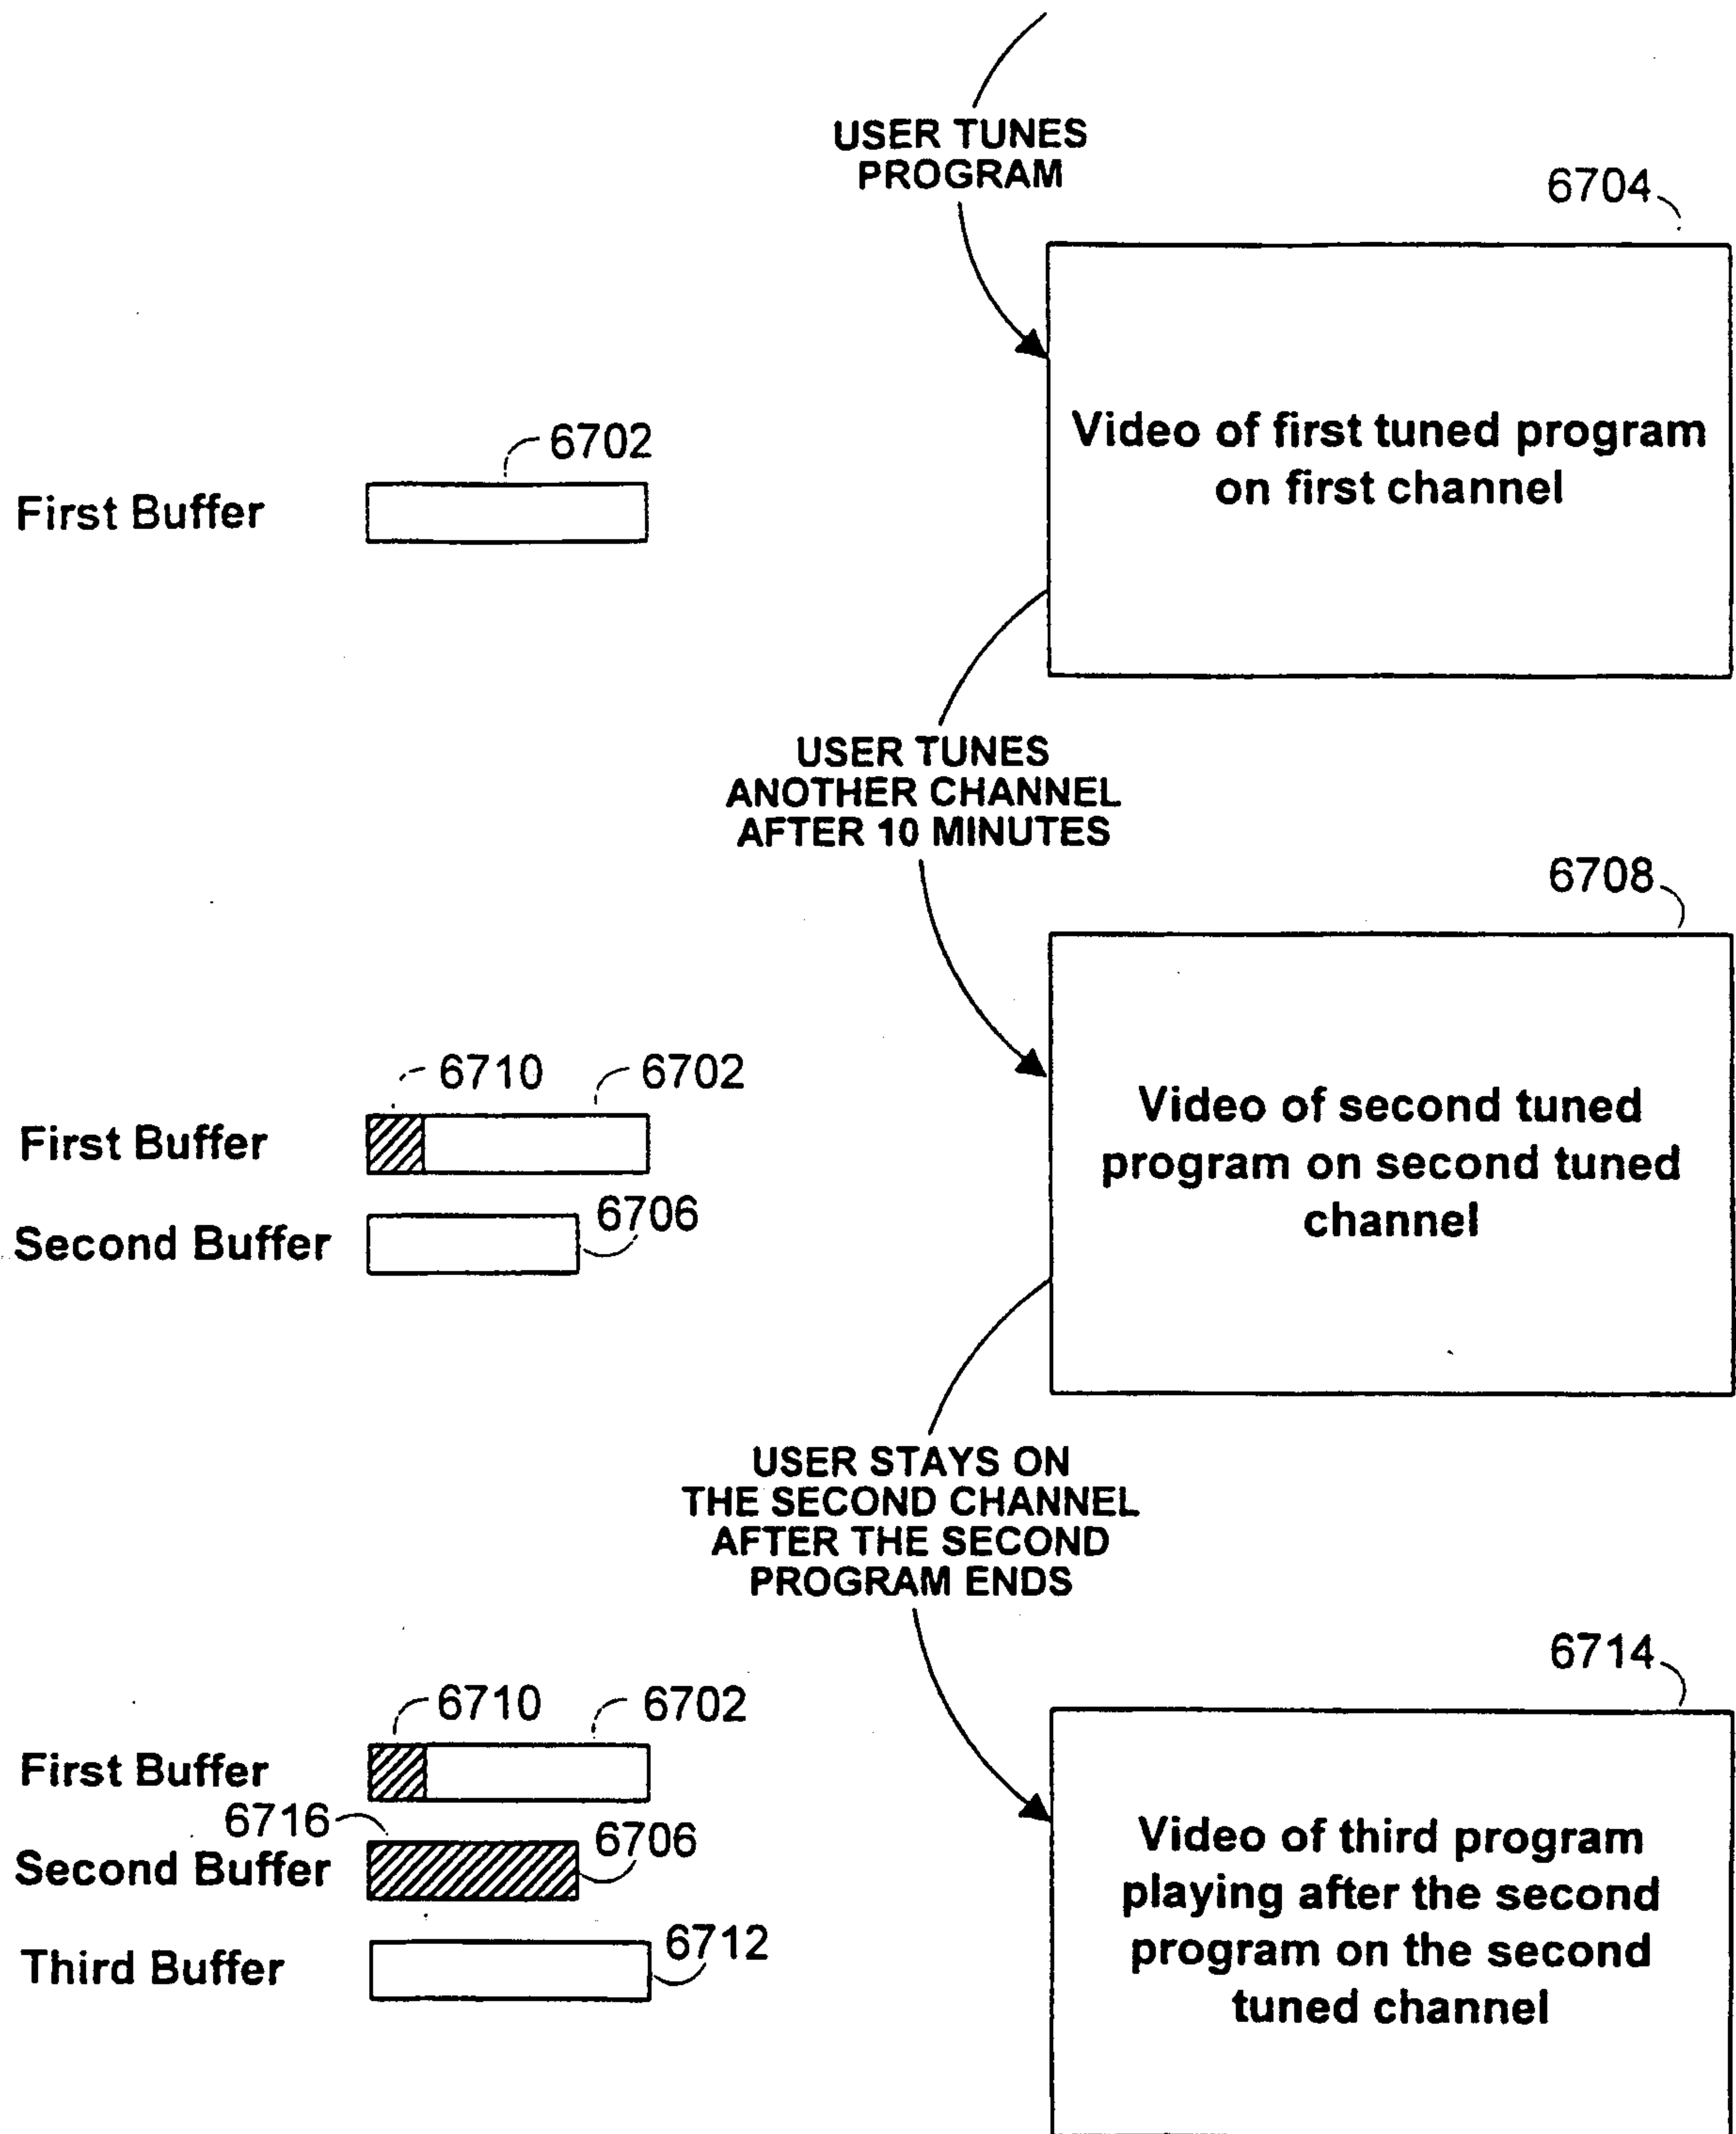 USER TUNES
PROGRAM
6704
Video of first tuned program
on first channel
6702
First Buffer
USER TUNES
ANOTHER CHANNEL
AFTER 10 MINUTES
6708
Video of second tuned
program on second tuned
channel
6710
6702
First Buffer
6706
Second Buffer
USER STAYS ON
THE SECOND CHANNEL
AFTER THE SECOND
PROGRAM ENDS
6714
Video of third program
playing after the second
program on the second
tuned channel
6710
6702
First Buffer
6716
6706
Second Buffer
6712
Third Buffer